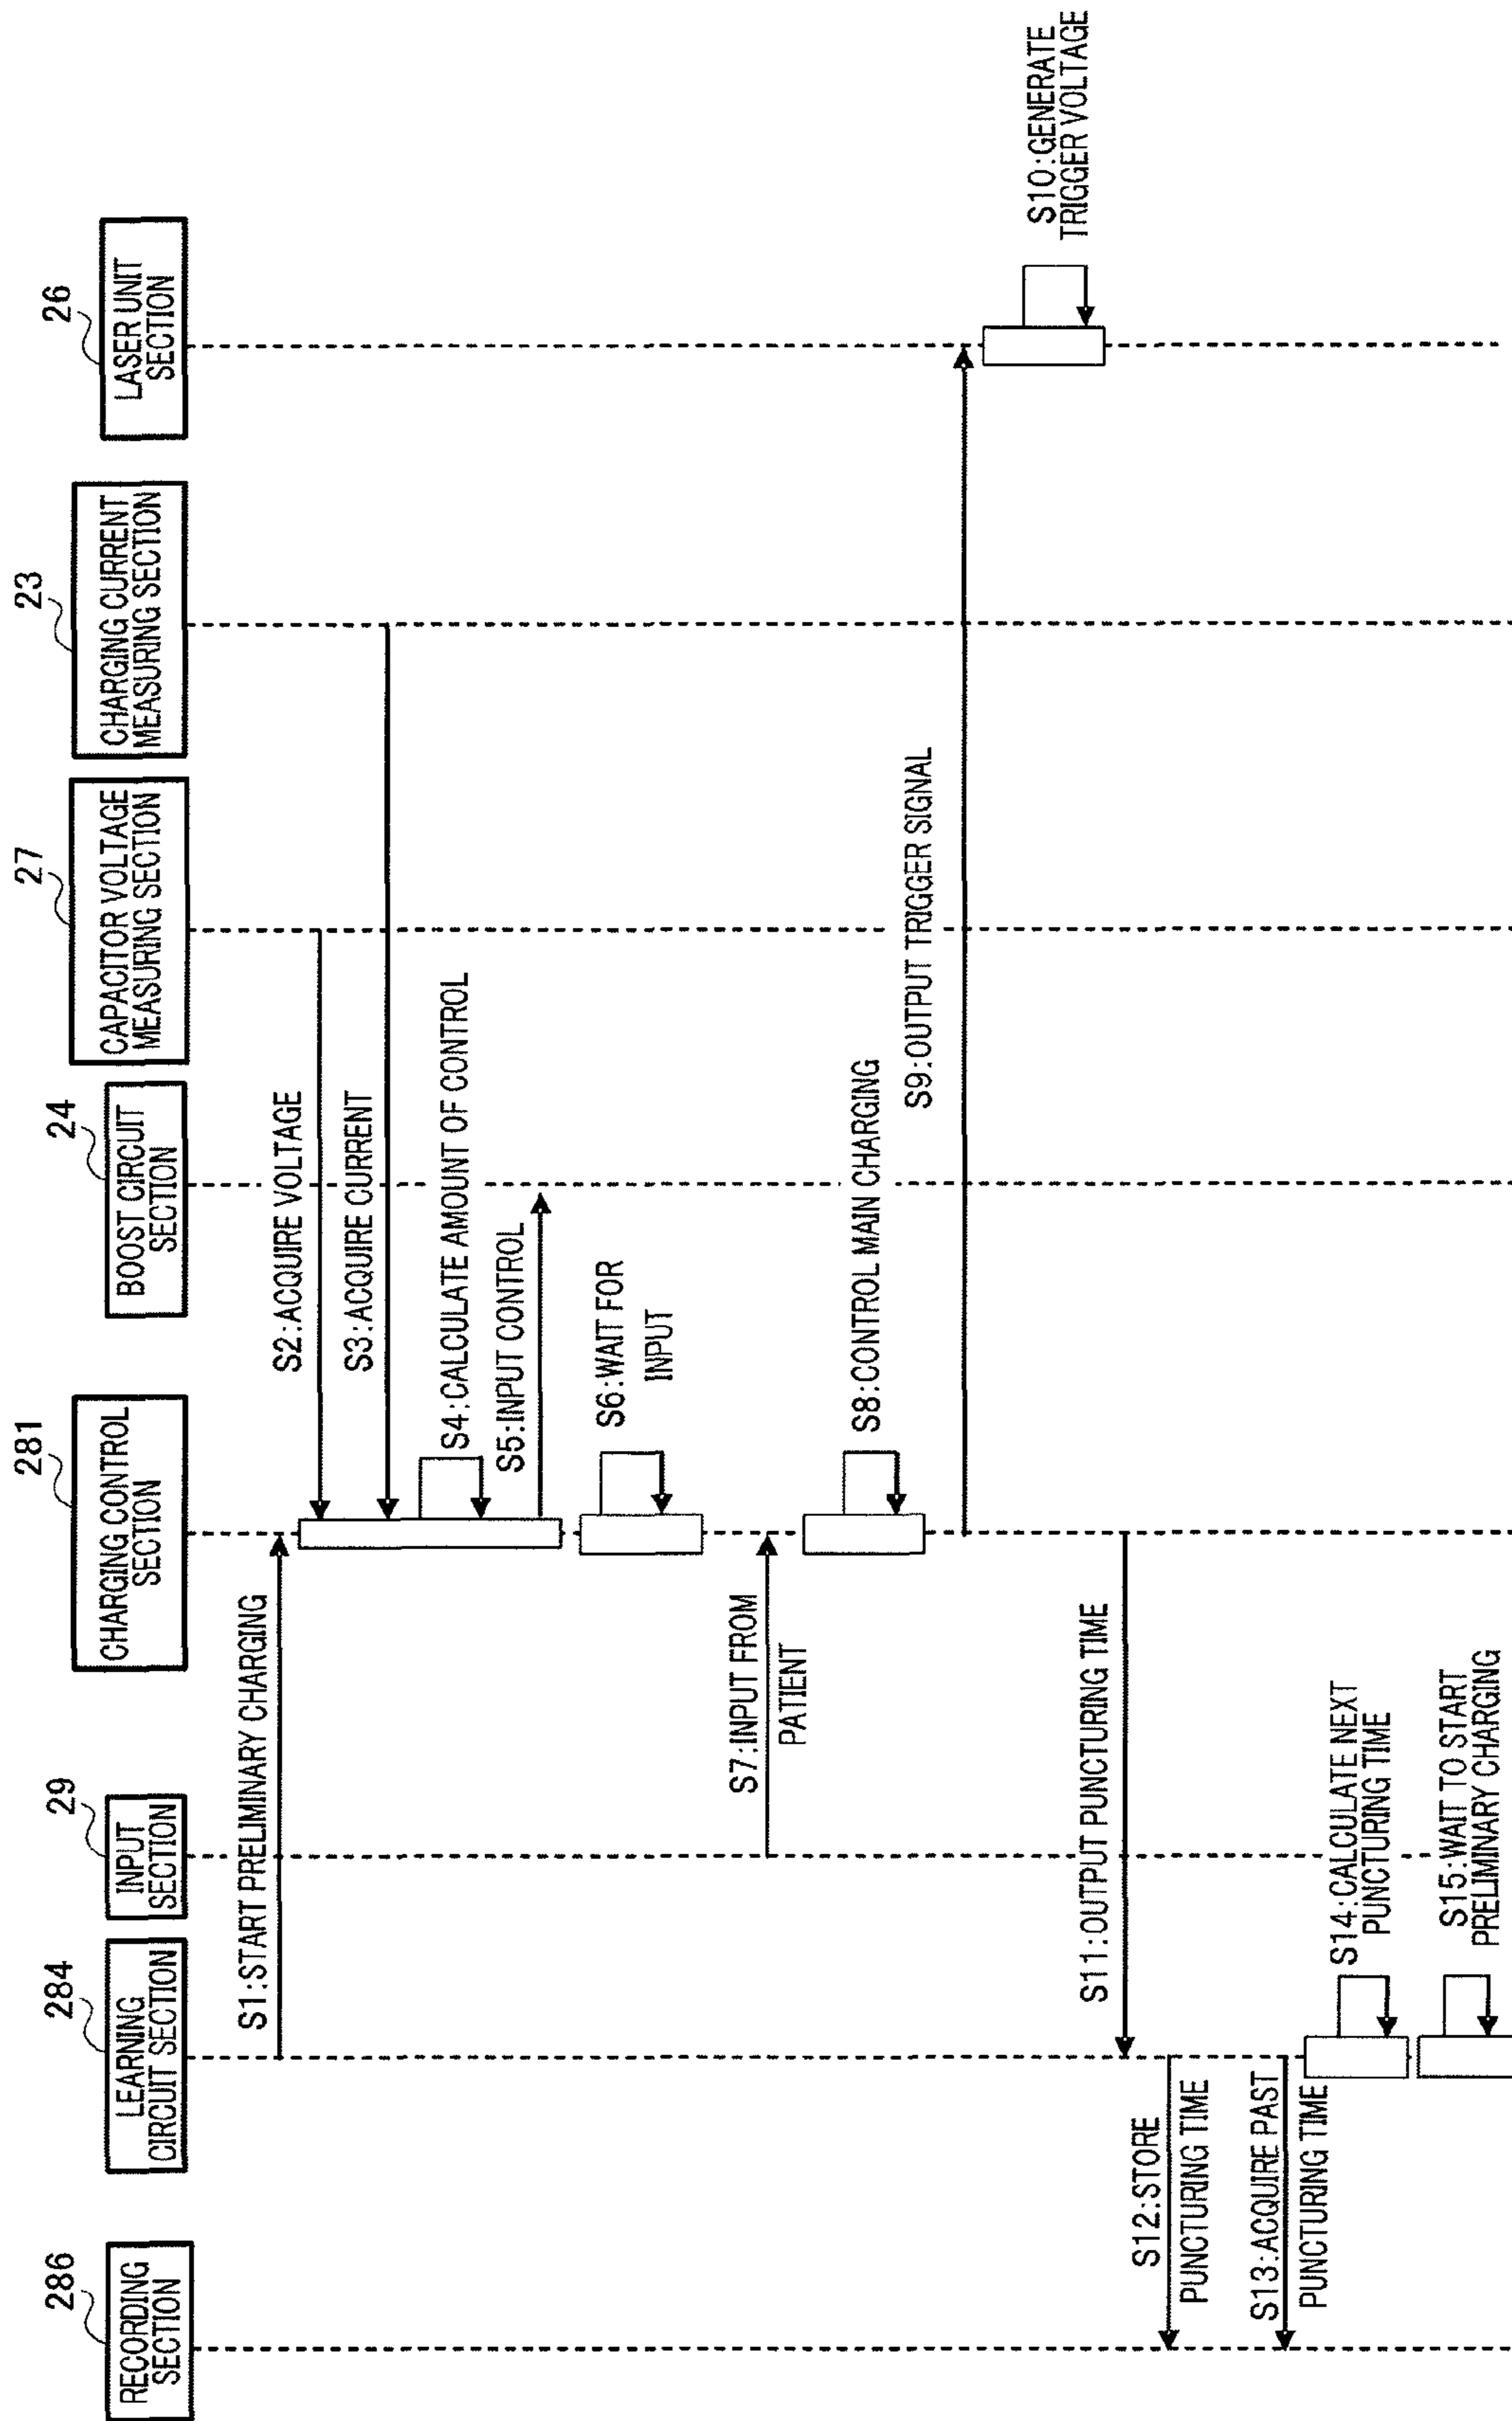 286
RECORDING
SECTION
284
LEARNING
CIRCUIT SECTION
29
INPUT
SECTION
281
CHARGING CONTROL
SECTION
24
BOOST CIRCUIT
SECTION
27
CAPACITOR VOLTAGE
MEASURING SECTION
23
CHARGING CURRENT
MEASURING SECTION
26
LASER UNIT
SECTION
S1:START PRELIMINARY CHARGING
S2:ACQUIRE VOLTAGE
S3:ACQUIRE CURRENT
S4:CALCULATE AMOUNT OF CONTROL
S5:INPUT CONTROL
S6:WAIT FOR
INPUT
S7:INPUT FROM
PATIENT
S8:CONTROL MAIN CHARGING
S9:OUTPUT TRIGGER SIGNAL
S10:GENERATE
TRIGGER VOLTAGE
S11:OUTPUT PUNCTURING TIME
S12:STORE
PUNCTURING TIME
S13:ACQUIRE PAST
PUNCTURING TIME
S14:CALCULATE NEXT
PUNCTURING TIME
S15:WAIT TO START
PRELIMINARY CHARGING